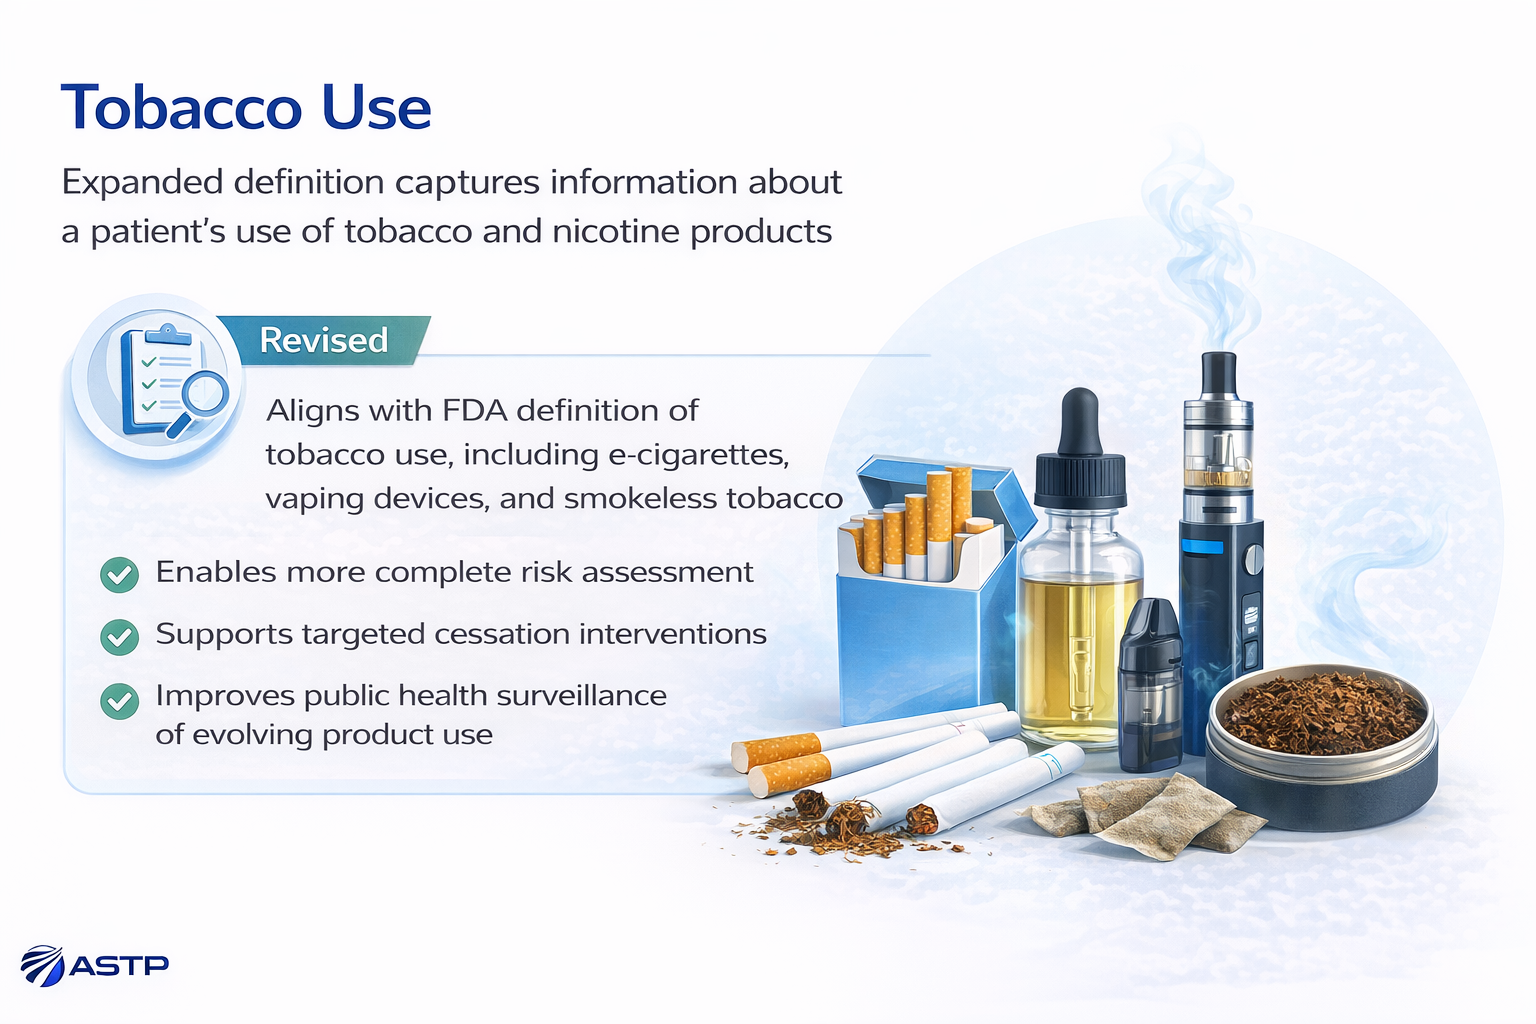 Tobacco Use
Expanded definition captures information about
a patient's use of tobacco and nicotine products
Revised
Aligns with FDA definition of
tobacco use, including e-cigarettes,
vaping devices, and smokeless tobacco
Enables more complete risk assessment
Supports targeted cessation interventions
Improves public health surveillance
of evolving product use
ASTP